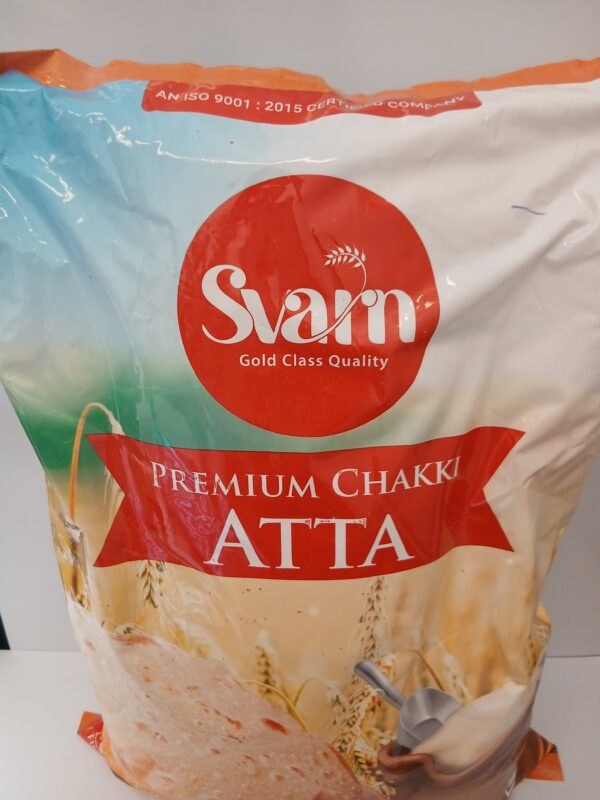 AN ISO 9001 : 2015 CERTIFIED COMPANY
Svarn
Gold Class Quality
PREMIUM CHAKKI
ATTA